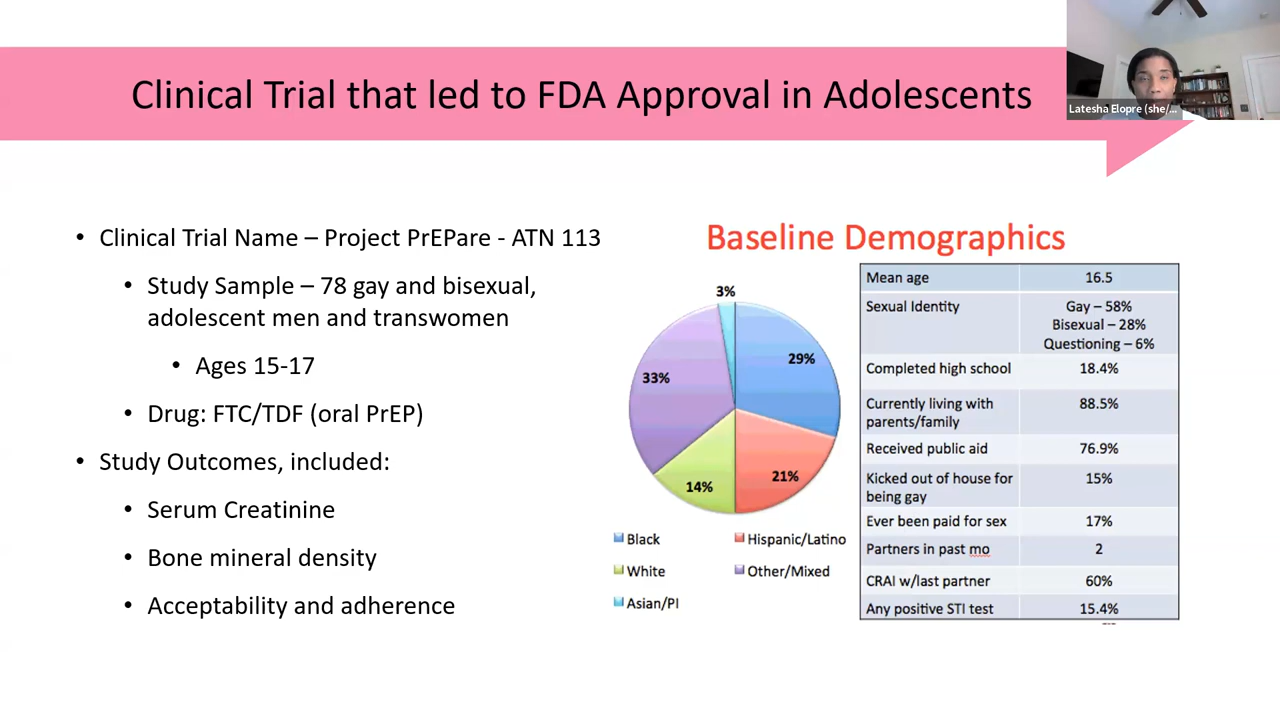 Clinical Trial that led to FDA Approval in Adolescents
Latesha Elopre (she/...
• Clinical Trial Name – Project PrEPare - ATN 113
• Study Sample – 78 gay and bisexual,
adolescent men and transwomen
• Ages 15-17
• Drug: FTC/TDF (oral PrEP)
• Study Outcomes, included:
• Serum Creatinine
• Bone mineral density
• Acceptability and adherence
Baseline Demographics
3%
29%
33%
21%
14%
Black
Hispanic/Latino
White
Other/Mixed
Asian/PI
Mean age 16.5
Sexual Identity Gay – 58%
Bisexual – 28%
Questioning – 6%
Completed high school 18.4%
Currently living with
parents/family 88.5%
Received public aid 76.9%
Kicked out of house for
being gay 15%
Ever been paid for sex 17%
Partners in past mo 2
CRAI w/last partner 60%
Any positive STI test 15.4%